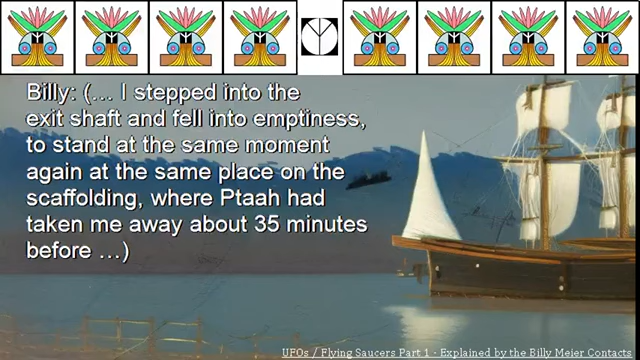 Billy: (... I stepped into the
exit shaft and fell into emptiness,
to stand at the same moment
again at the same place on the
scaffolding, where Ptaah had
taken me away about 35 minutes
before ...)
UFOs / Flying Saucers Part 1 - Explained by the Billy Meier Contacts